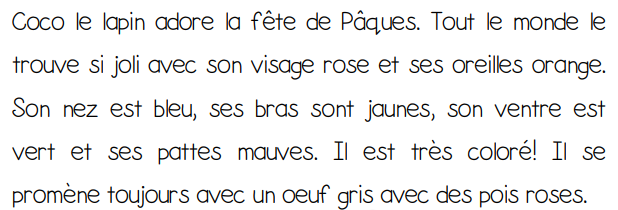 Coco le lapin adore la fête de Pâques. Tout le monde le
trouve si joli avec son visage rose et ses oreilles orange.
Son nez est bleu, ses bras sont jaunes, son ventre est
vert et ses pattes mauves. Il est très coloré! Il se
promène toujours avec un oeuf gris avec des pois roses.